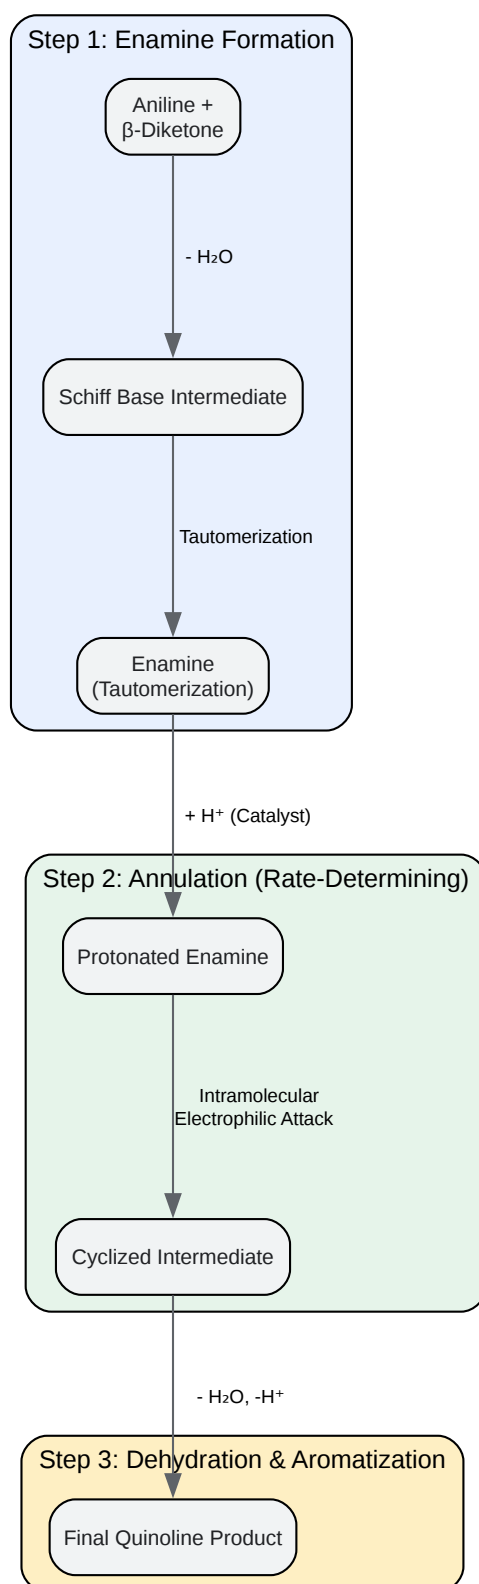 Step 1: Enamine Formation
Aniline +
β-Diketone
- H₂O
Schiff Base Intermediate
Tautomerization
Enamine
(Tautomerization)
+ H⁺ (Catalyst)
Step 2: Annulation (Rate-Determining)
Protonated Enamine
Intramolecular
Electrophilic Attack
Cyclized Intermediate
- H₂O, -H⁺
Step 3: Dehydration & Aromatization
Final Quinoline Product